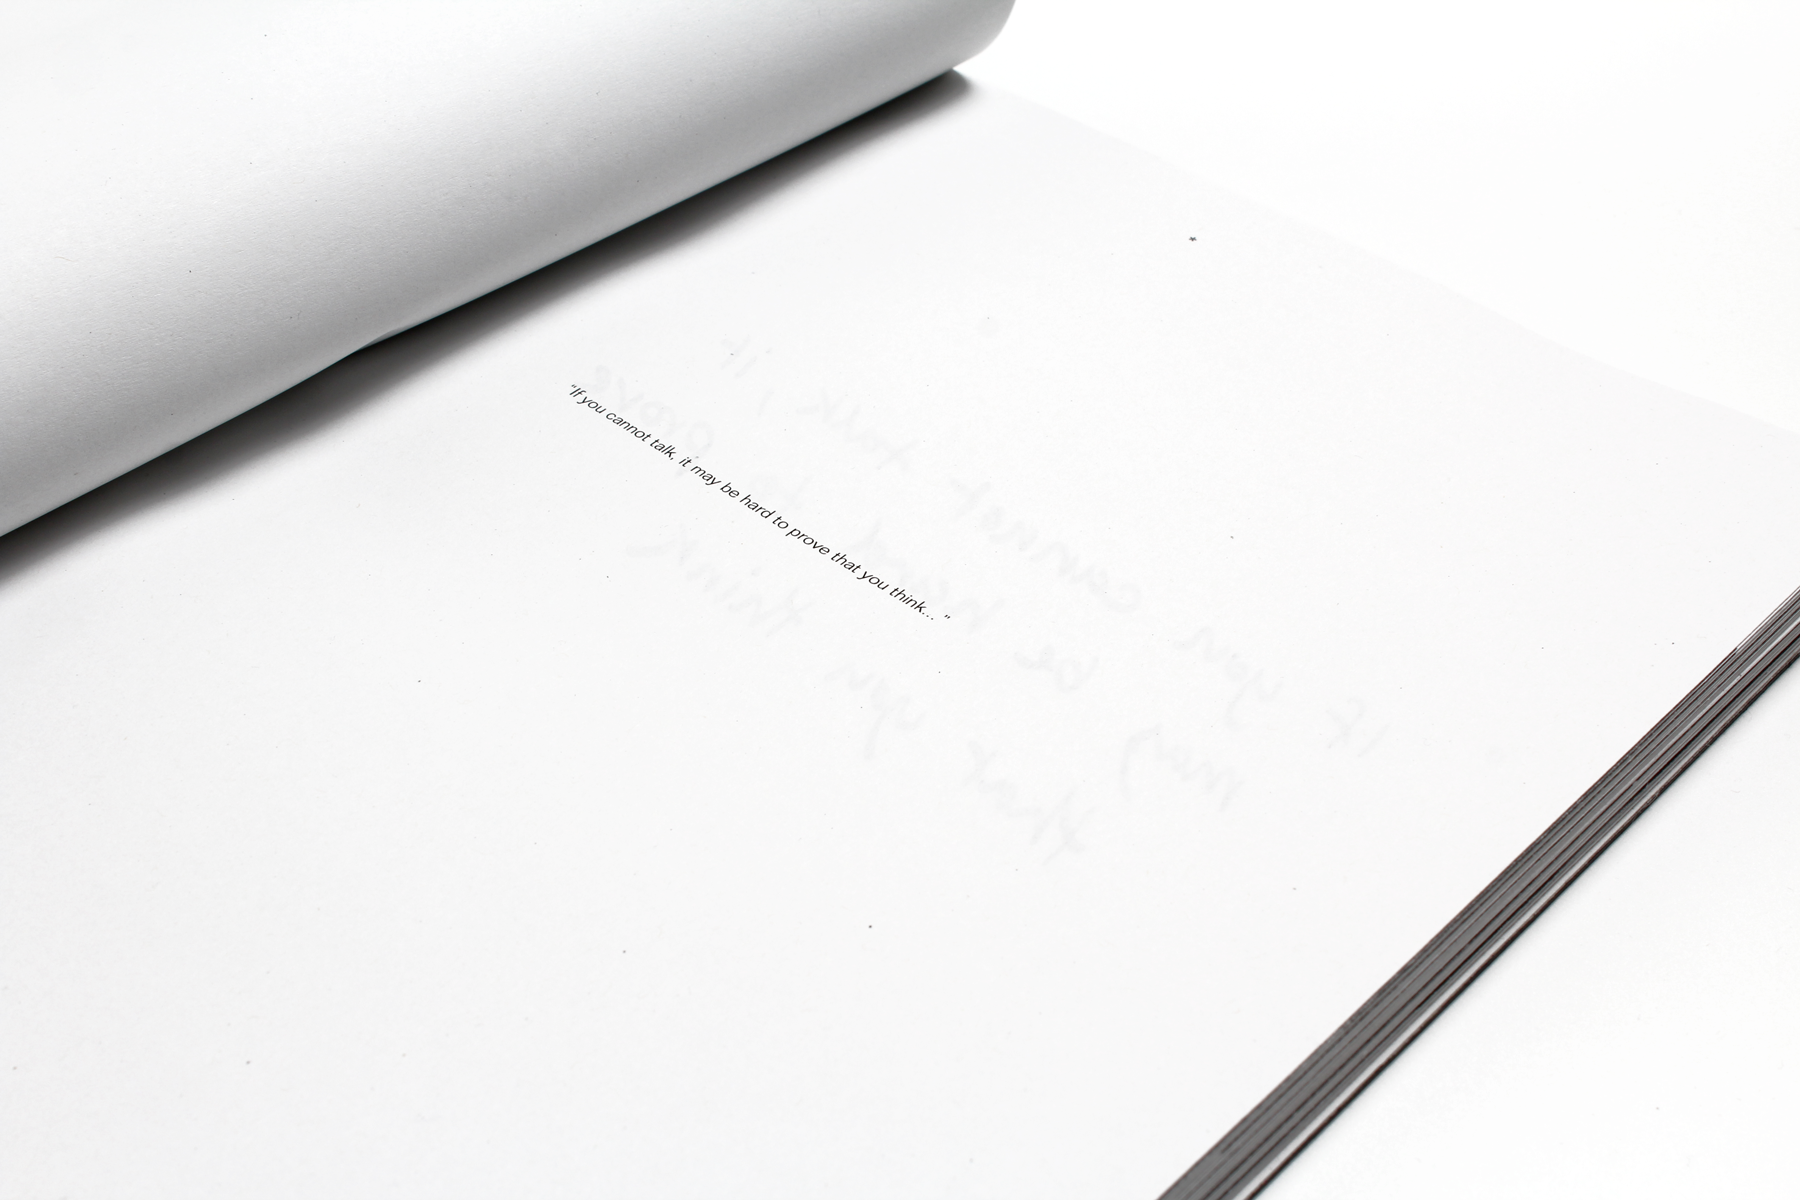 *
"If you cannot talk, it may be hard to prove that you think... "
If you cannot talk, it
may be hard to prove
that you think